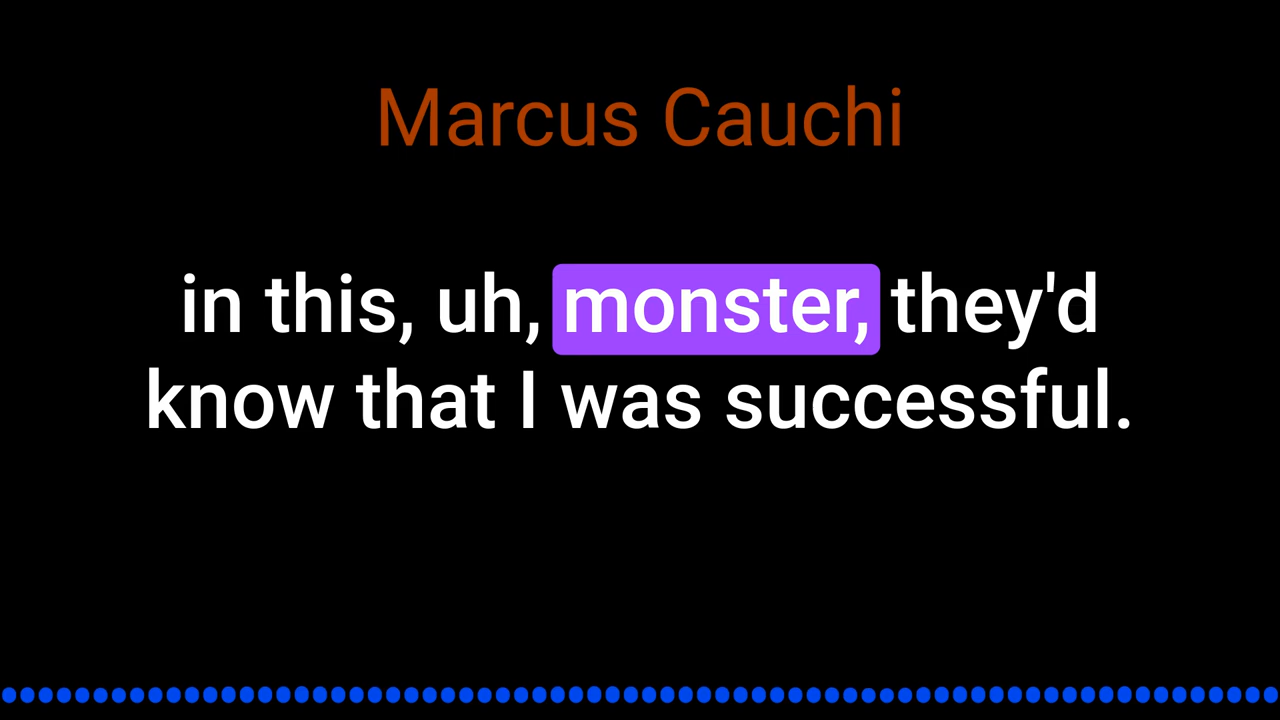 Marcus Cauchi
in this, uh, monster, they'd
know that I was successful.